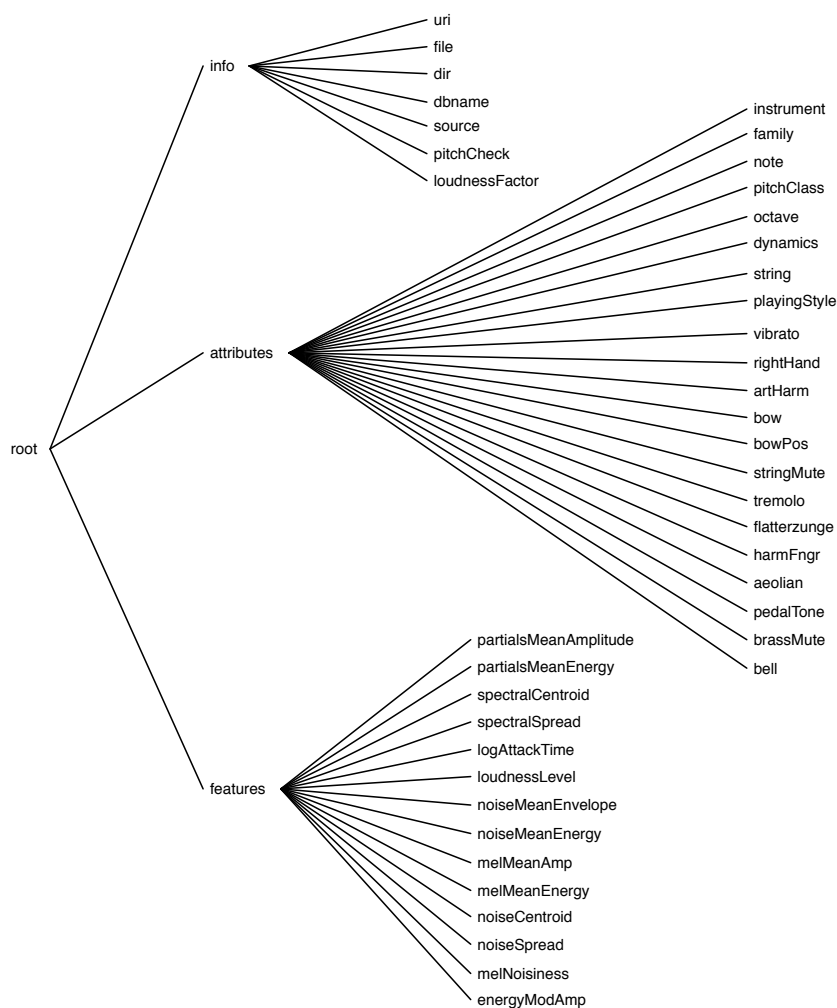 root
info
uri
file
dir
dbname
source
pitchCheck
loudnessFactor
attributes
instrument
family
note
pitchClass
octave
dynamics
string
playingStyle
vibrato
rightHand
artHarm
bow
bowPos
stringMute
tremolo
flatterzunge
harmFngr
aeolian
pedalTone
brassMute
bell
features
partialsMeanAmplitude
partialsMeanEnergy
spectralCentroid
spectralSpread
logAttackTime
loudnessLevel
noiseMeanEnvelope
noiseMeanEnergy
melMeanAmp
melMeanEnergy
noiseCentroid
noiseSpread
melNoisiness
energyModAmp